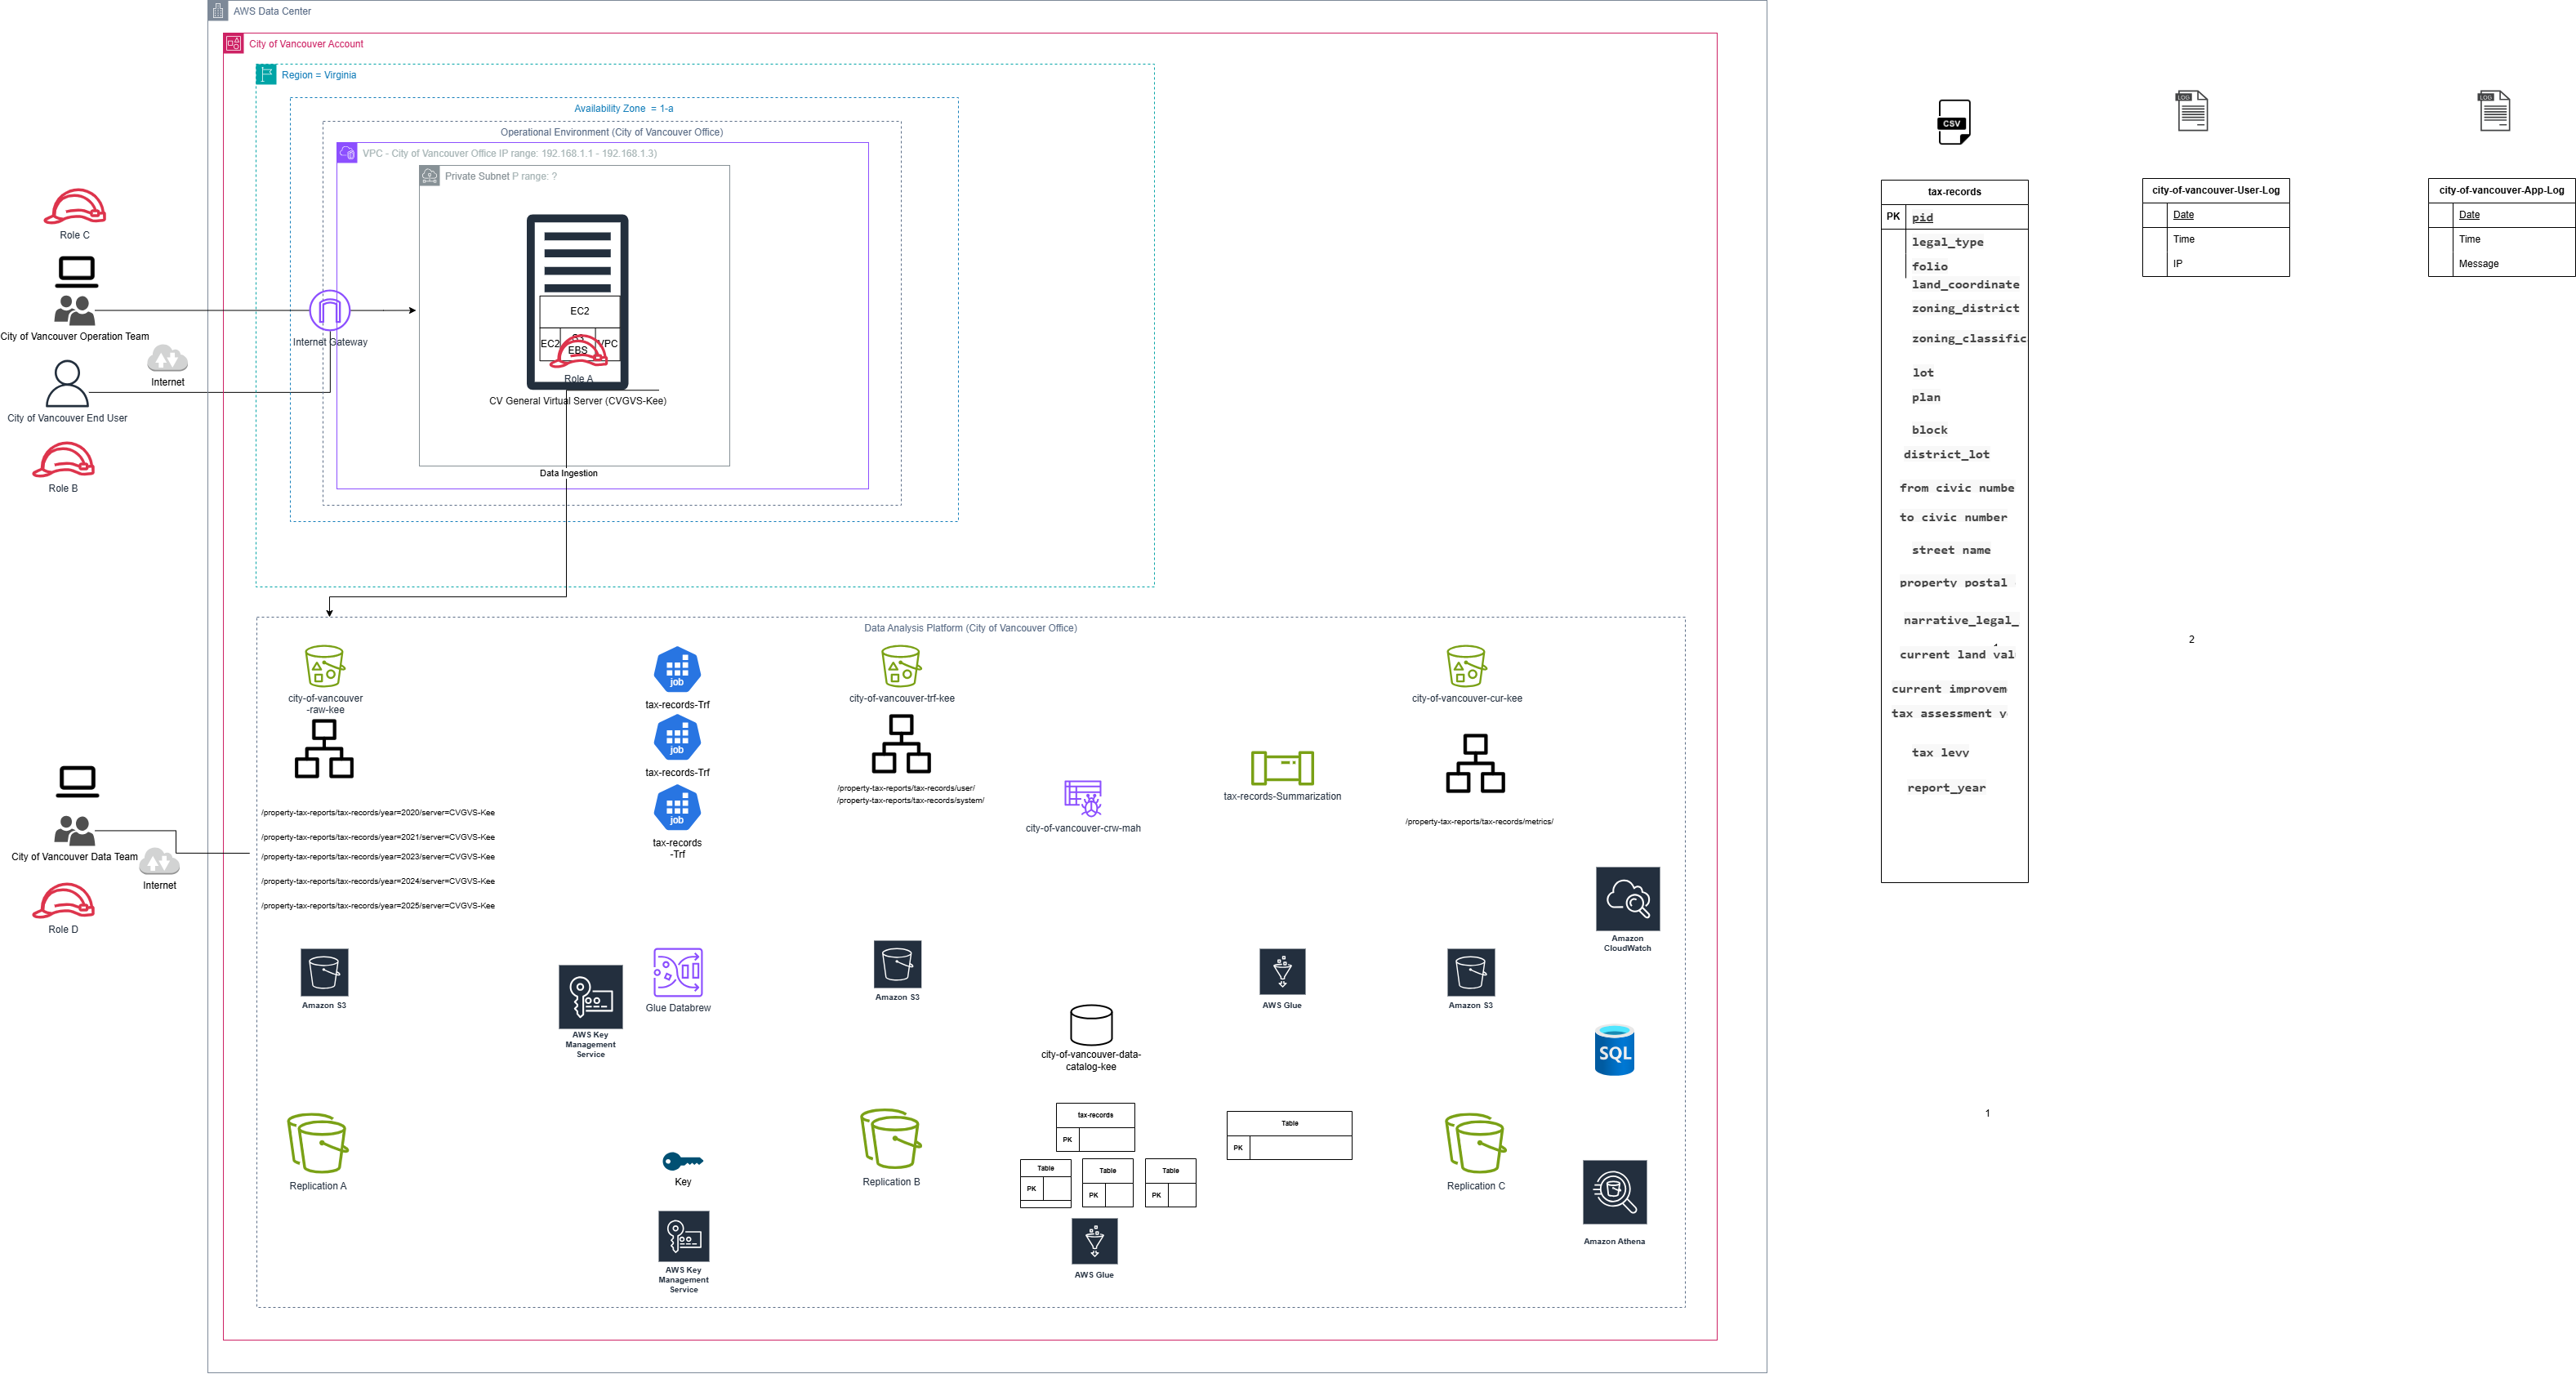 AWS Data Center
City of Vancouver Account
Region = Virginia
Availability Zone  = 1-a
Operational Environment (City of Vancouver Office)
VPC - City of Vancouver Office IP range: 192.168.1.1 - 192.168.1.3)
Private Subnet P range: ?
EC2
EC2
S3
EBS
VPC
Role A
CV General Virtual Server (CVGVS-Kee)
Data Ingestion
Role C
City of Vancouver Operation Team
Internet
Internet Gateway
City of Vancouver End User
Role B
City of Vancouver Data Team
Internet
Role D
Data Analysis Platform (City of Vancouver Office)
city-of-vancouver
-raw-kee
/property-tax-reports/tax-records/year=2020/server=CVGVS-Kee
/property-tax-reports/tax-records/year=2021/server=CVGVS-Kee
/property-tax-reports/tax-records/year=2023/server=CVGVS-Kee
/property-tax-reports/tax-records/year=2024/server=CVGVS-Kee
/property-tax-reports/tax-records/year=2025/server=CVGVS-Kee
Amazon S3
Replication A
job
tax-records-Trf
job
tax-records-Trf
job
tax-records
-Trf
AWS Key
Management
Service
Glue Databrew
Key
AWS Key
Management
Service
city-of-vancouver-trf-kee
/property-tax-reports/tax-records/user/
/property-tax-reports/tax-records/system/
Amazon S3
Replication B
city-of-vancouver-crw-mah
city-of-vancouver-data-
catalog-kee
tax-records
PK
Table
PK
Table
PK
Table
PK
AWS Glue
tax-records-Summarization
AWS Glue
Table
PK
city-of-vancouver-cur-kee
/property-tax-reports/tax-records/metrics/
Amazon S3
Replication C
Amazon
CloudWatch
SQL
Amazon Athena
CSV
tax-records
PK
pid
legal_type
folio
land_coordinate
zoning_district
zoning_classific
lot
plan
block
district_lot
from civic numbe
to civic number
street name
property postal
narrative_legal_
current land val
current improvem
tax assessment y
tax levy
report_year
1
LOG
city-of-vancouver-User-Log
Date
Time
IP
2
LOG
city-of-vancouver-App-Log
Date
Time
Message